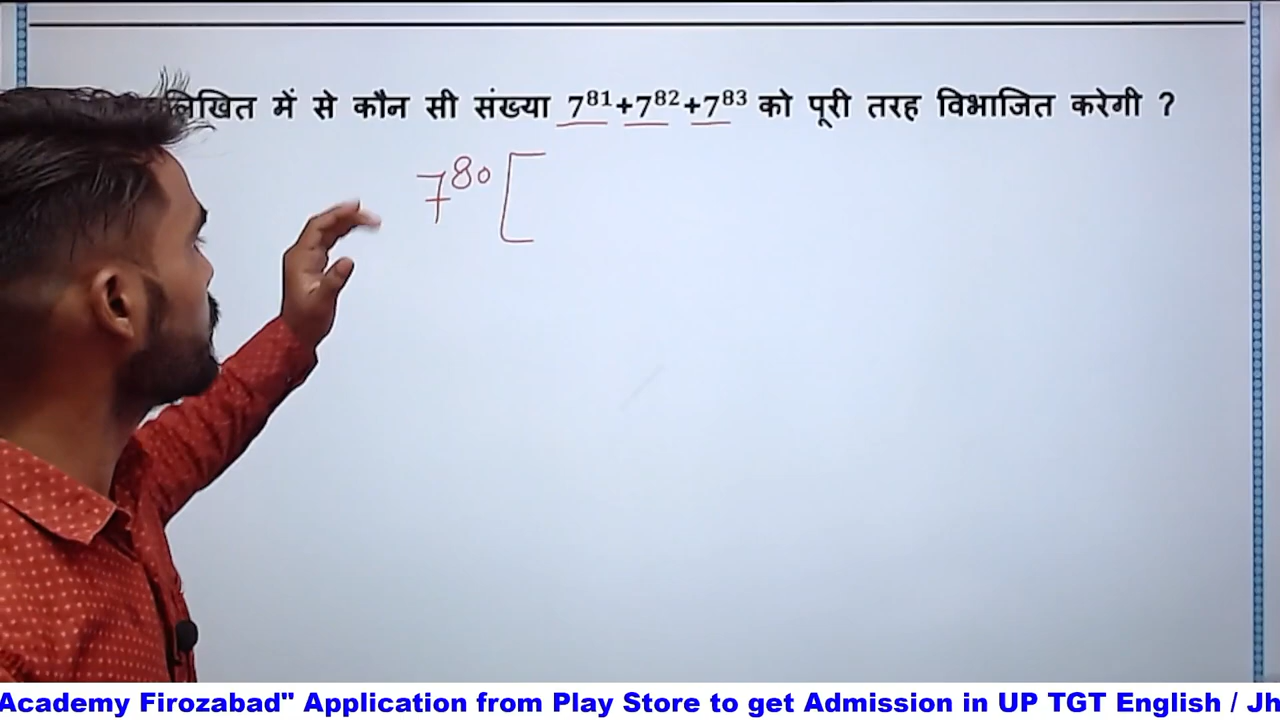 लिखित में से कौन सी संख्या 7⁸¹+7⁸²+7⁸³ को पूरी तरह विभाजित करेगी ?
7⁸⁰ [
Academy Firozabad" Application from Play Store to get Admission in UP TGT English / Jh